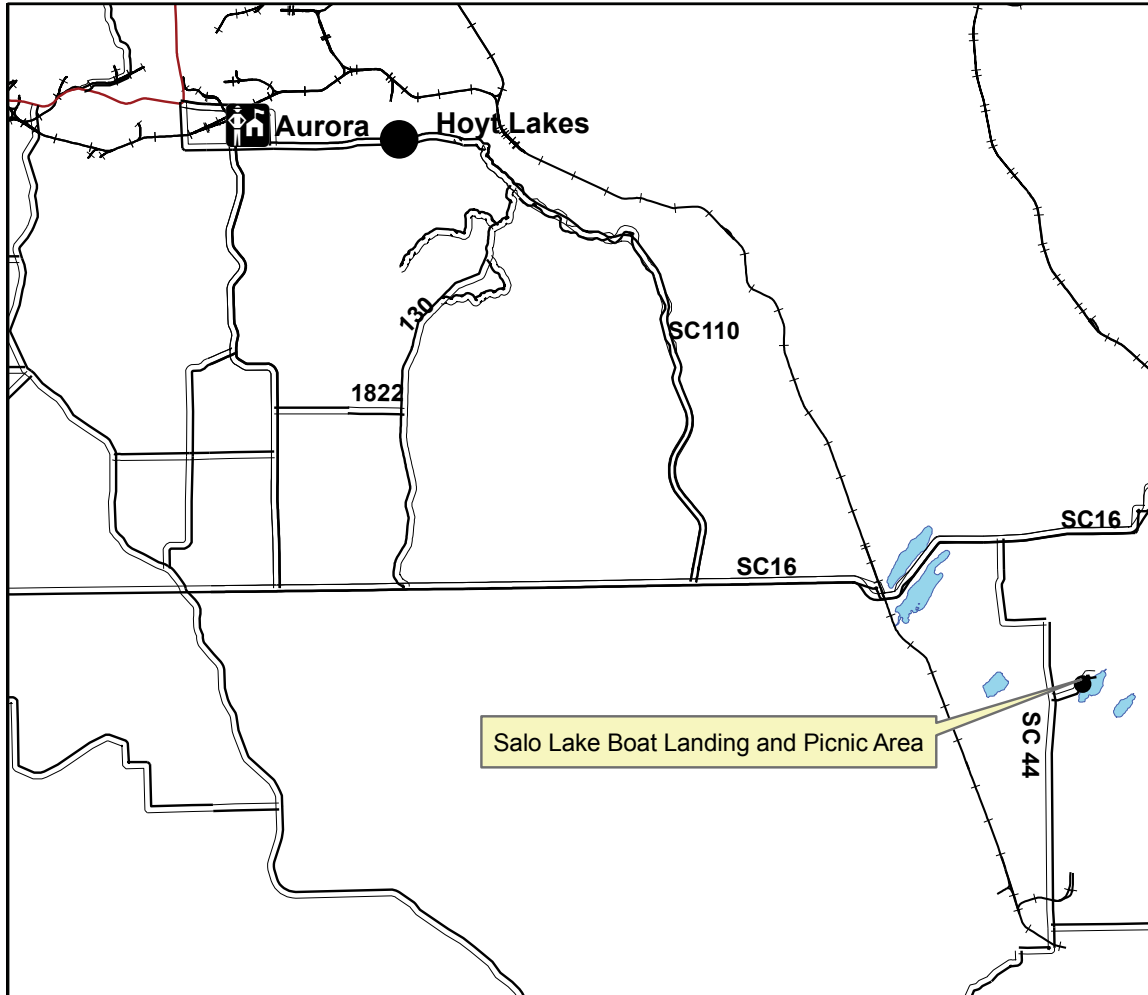 Aurora
Hoyt Lakes
130
SC110
1822
SC16
SC16
Salo Lake Boat Landing and Picnic Area
SC 44